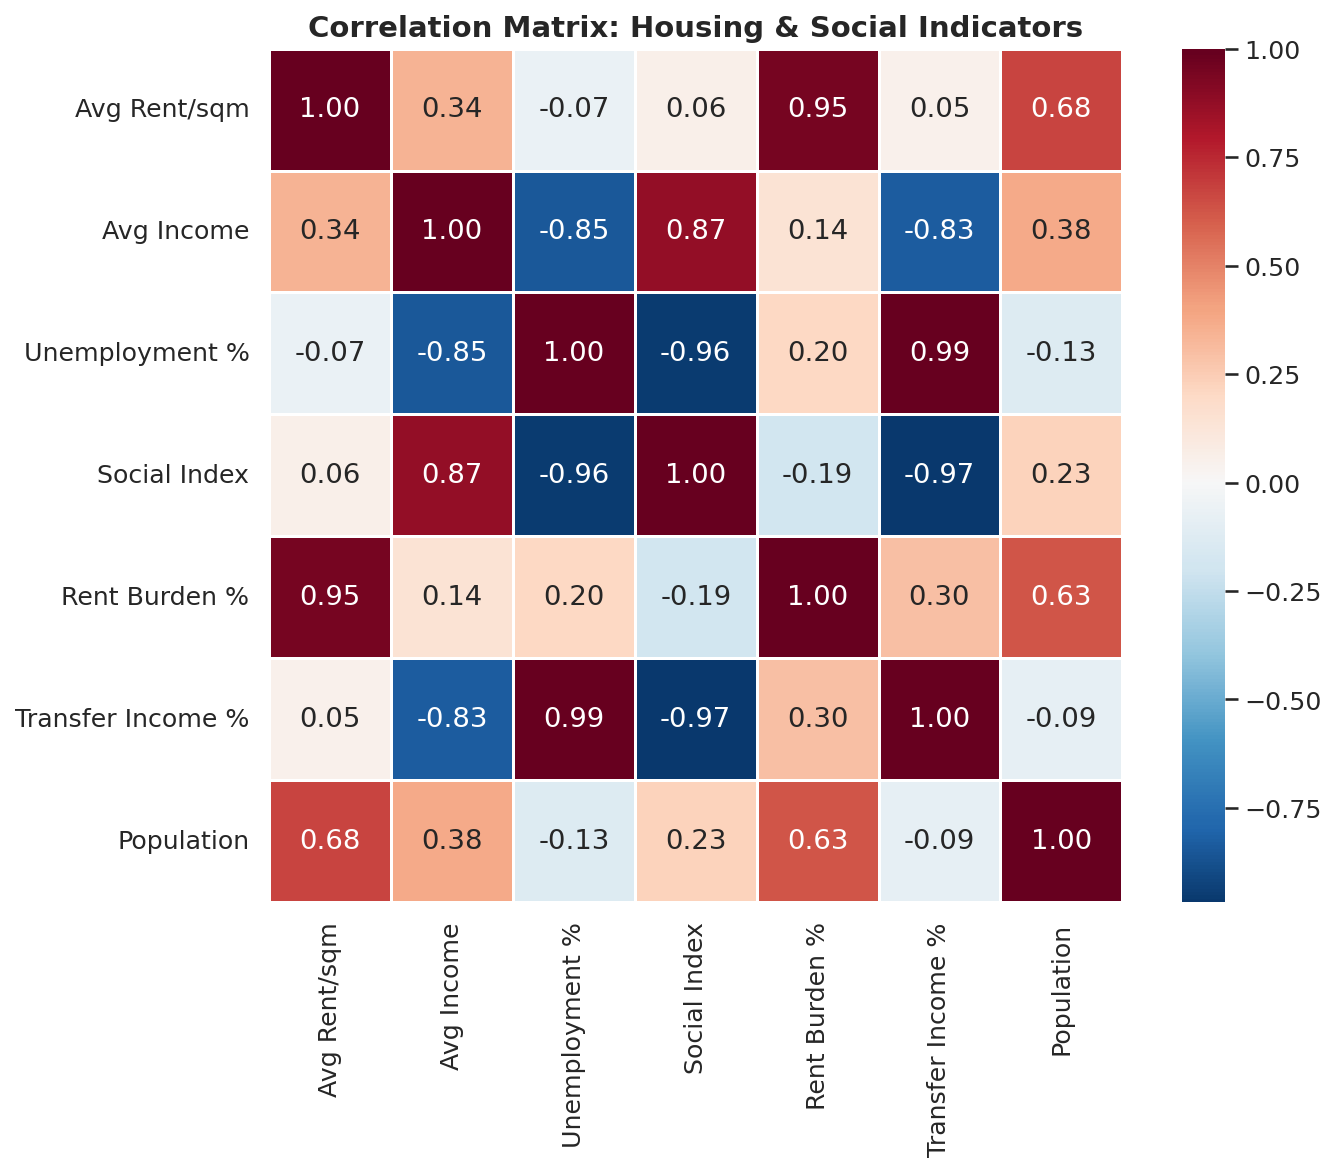 Correlation Matrix: Housing & Social Indicators
Avg Rent/sqm 1.00 0.34 -0.07 0.06 0.95 0.05 0.68
Avg Income 0.34 1.00 -0.85 0.87 0.14 -0.83 0.38
Unemployment % -0.07 -0.85 1.00 -0.96 0.20 0.99 -0.13
Social Index 0.06 0.87 -0.96 1.00 -0.19 -0.97 0.23
Rent Burden % 0.95 0.14 0.20 -0.19 1.00 0.30 0.63
Transfer Income % 0.05 -0.83 0.99 -0.97 0.30 1.00 -0.09
Population 0.68 0.38 -0.13 0.23 0.63 -0.09 1.00
Avg Rent/sqm
Avg Income
Unemployment %
Social Index
Rent Burden %
Transfer Income %
Population
1.00
0.75
0.50
0.25
0.00
−0.25
−0.50
−0.75